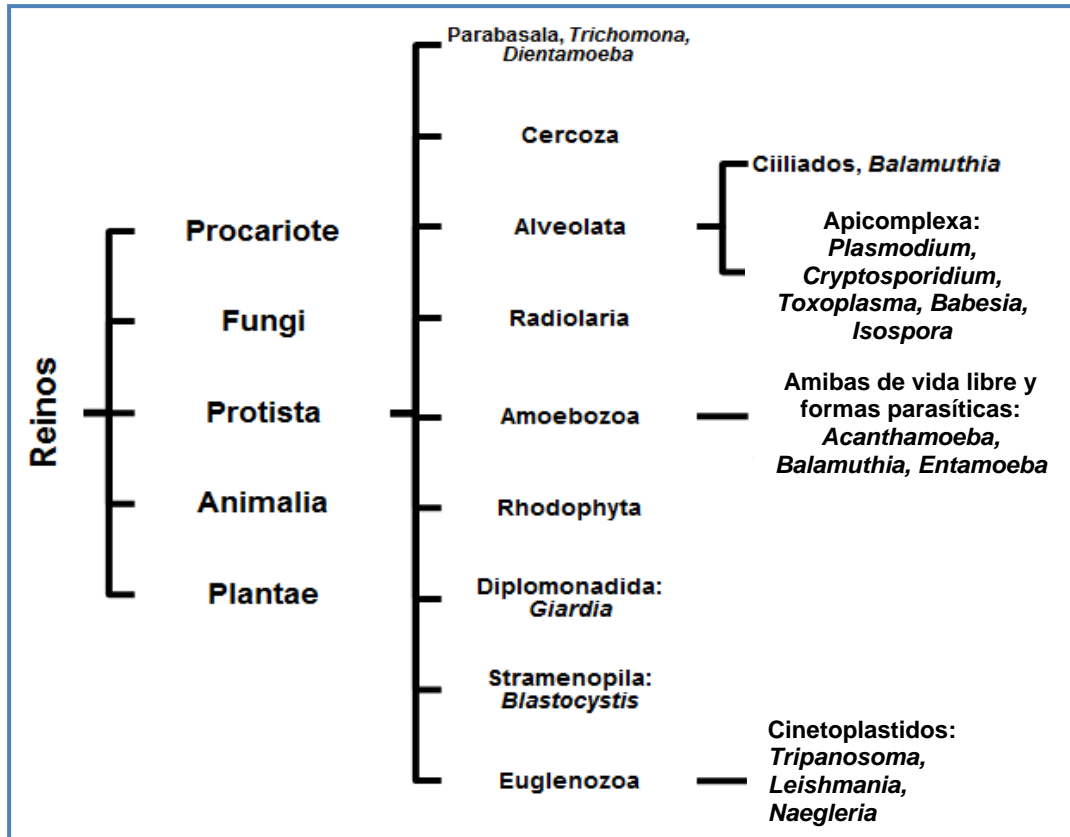 Reinos
Procariote
Fungi
Protista
Animalia
Plantae
Parabasala, Trichomona,
Dientamoeba
Cercoza
Alveolata
Radiolaria
Amoebozoa
Rhodophyta
Diplomonadida:
Giardia
Stramenopila:
Blastocystis
Euglenozoa
Ciiliados, Balamuthia
Apicomplexa:
Plasmodium,
Cryptosporidium,
Toxoplasma, Babesia,
Isospora
Amibas de vida libre y
formas parasíticas:
Acanthamoeba,
Balamuthia, Entamoeba
Cinetoplastidos:
Tripanosoma,
Leishmania,
Naegleria